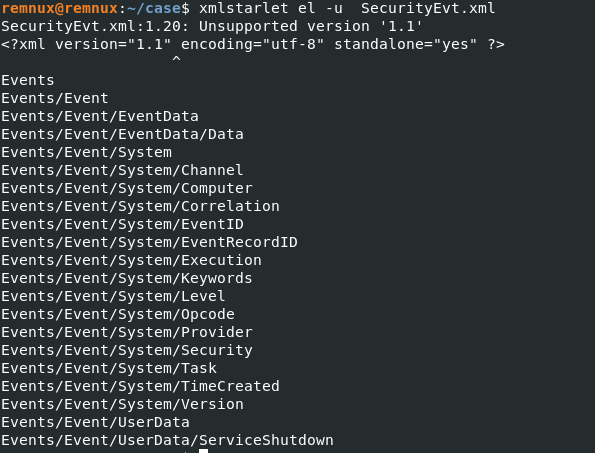 remnux@remnux:~/case$ xmlstarlet el -u  SecurityEvt.xml
SecurityEvt.xml:1.20: Unsupported version '1.1'
<?xml version="1.1" encoding="utf-8" standalone="yes" ?>
                   ^
Events
Events/Event
Events/Event/EventData
Events/Event/EventData/Data
Events/Event/System
Events/Event/System/Channel
Events/Event/System/Computer
Events/Event/System/Correlation
Events/Event/System/EventID
Events/Event/System/EventRecordID
Events/Event/System/Execution
Events/Event/System/Keywords
Events/Event/System/Level
Events/Event/System/Opcode
Events/Event/System/Provider
Events/Event/System/Security
Events/Event/System/Task
Events/Event/System/TimeCreated
Events/Event/System/Version
Events/Event/UserData
Events/Event/UserData/ServiceShutdown